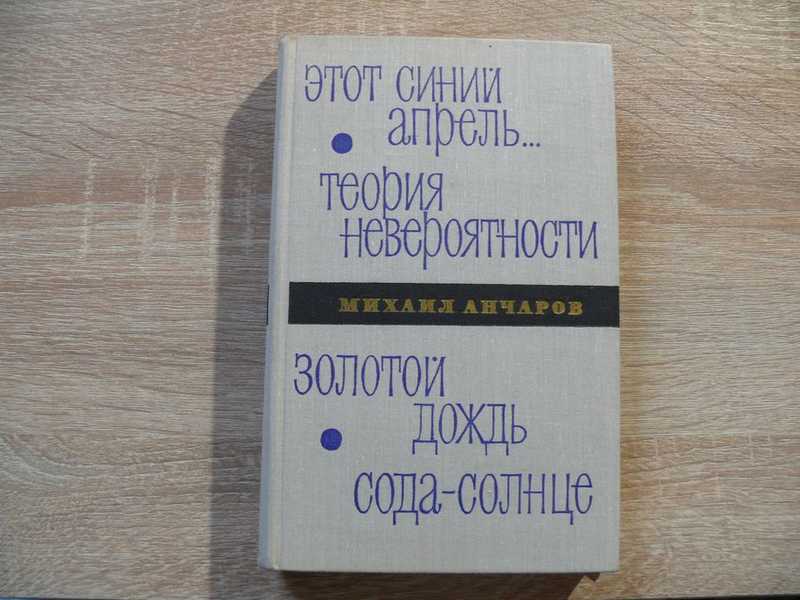 этот синий
апрель...
теория
невероятности
МИХАИЛ АНЧАРОВ
золотой
дождь
сода-солнце